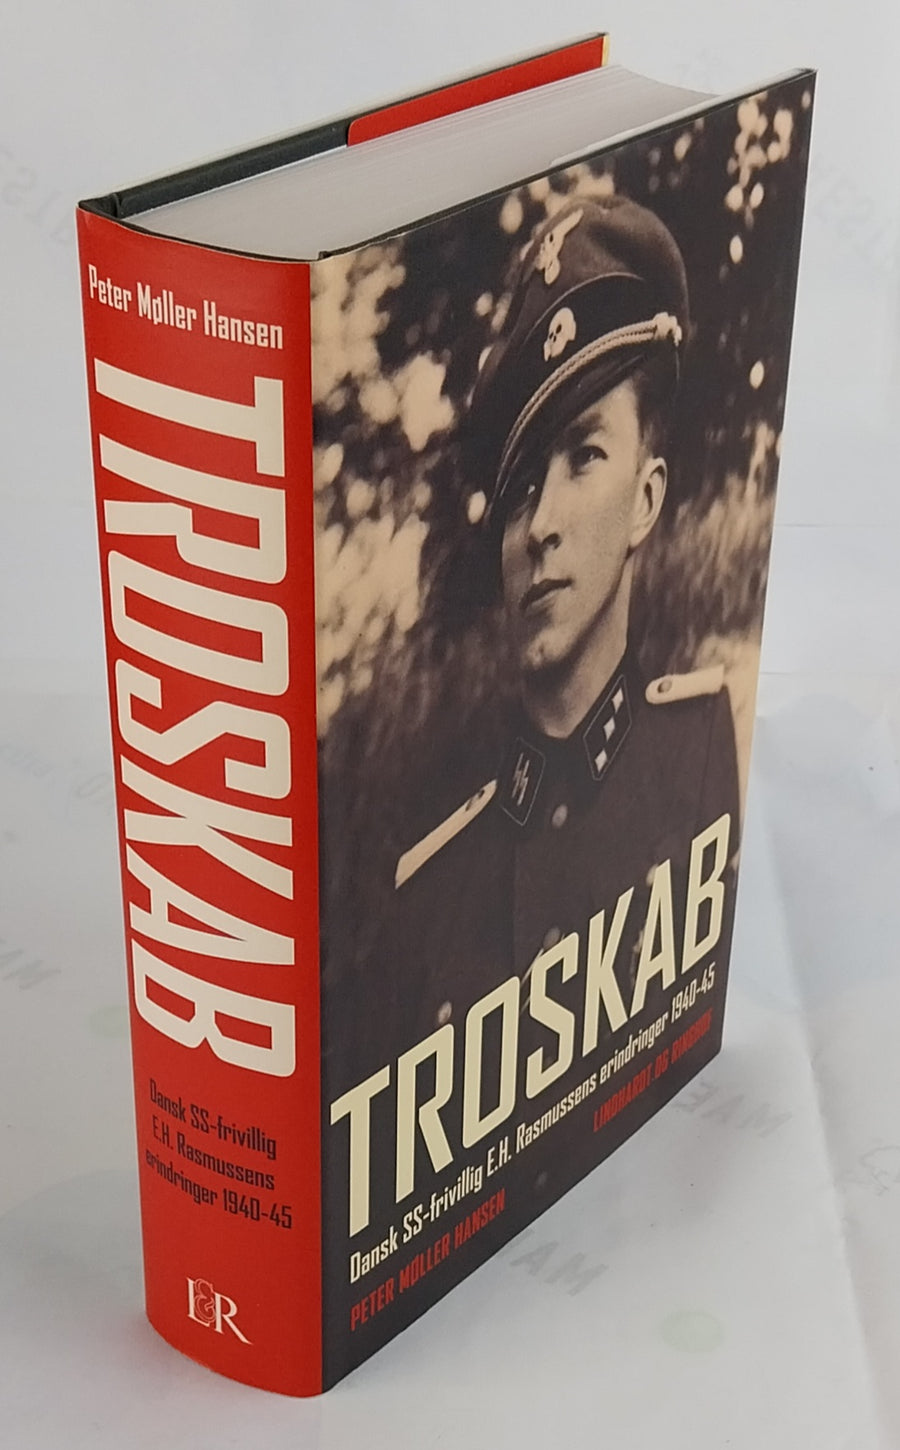 Peter Møller Hansen
TROSKAB
Dansk SS-frivillig
E.H. Rasmussens
erindringer 1940-45
L&R
TROSKAB
Dansk SS-frivillig E.H. Rasmussens erindringer 1940-45
PETER MØLLER HANSEN
LINDHARDT OG RINGHOF